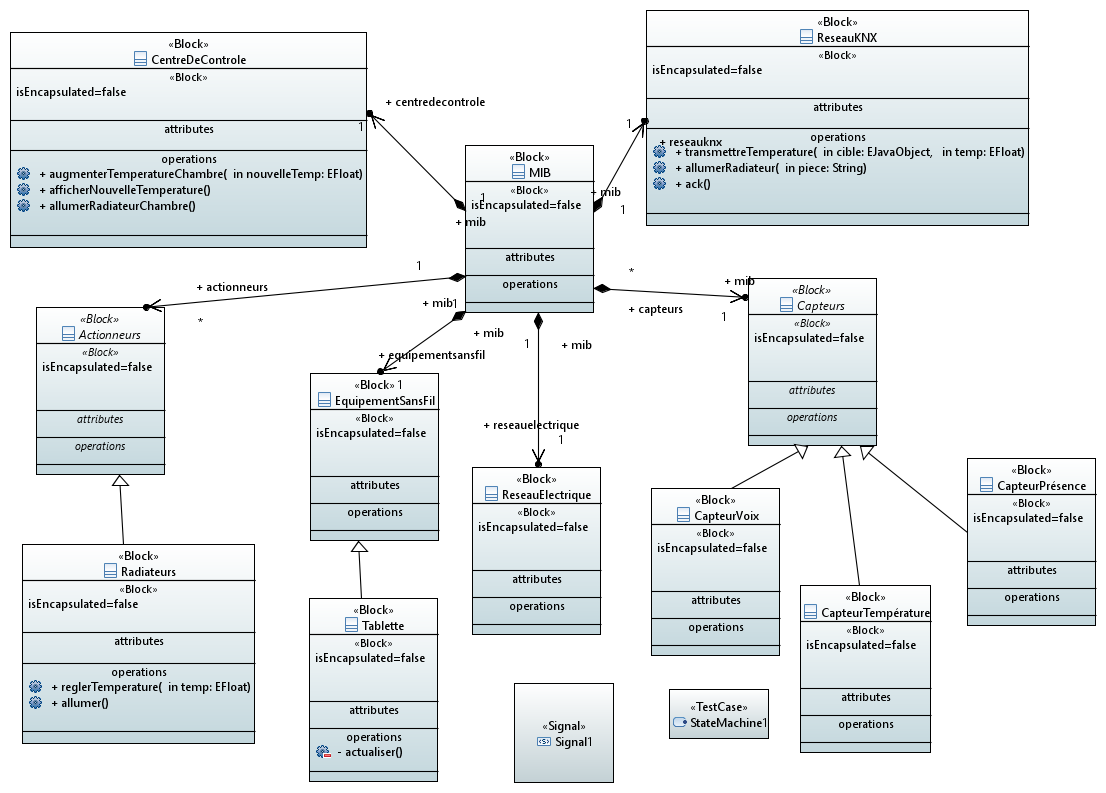 «Block»
CentreDeControle
«Block»
isEncapsulated=false
attributes
operations
+ augmenterTemperatureChambre( in nouvelleTemp: EFloat)
+ afficherNouvelleTemperature()
+ allumerRadiateurChambre()
+ centredecontrole
1
1
+ mib
«Block»
MIB
«Block»
isEncapsulated=false
attributes
operations
«Block»
ReseauKNX
«Block»
isEncapsulated=false
attributes
operations
+ transmettreTemperature( in cible: EJavaObject, in temp: EFloat)
+ allumerRadiateur( in piece: String)
+ ack()
1
+ reseauknx
+ mib
1
1
+ actionneurs
*
+ mib
1
+ mib
+ equipementsansfil
1
1
+ mib
+ reseauelectrique
1
*
+ mib
+ capteurs
1
«Block»
Actionneurs
«Block»
isEncapsulated=false
attributes
operations
«Block»
EquipementSansFil
«Block»
isEncapsulated=false
attributes
operations
«Block»
ReseauElectrique
«Block»
isEncapsulated=false
attributes
operations
«Block»
Capteurs
«Block»
isEncapsulated=false
attributes
operations
«Block»
Radiateurs
«Block»
isEncapsulated=false
attributes
operations
+ reglerTemperature( in temp: EFloat)
+ allumer()
«Block»
Tablette
«Block»
isEncapsulated=false
attributes
operations
- actualiser()
«Block»
CapteurVoix
«Block»
isEncapsulated=false
attributes
operations
«Block»
CapteurTempérature
«Block»
isEncapsulated=false
attributes
operations
«Block»
CapteurPrésence
«Block»
isEncapsulated=false
attributes
operations
«Signal»
Signal1
«TestCase»
StateMachine1